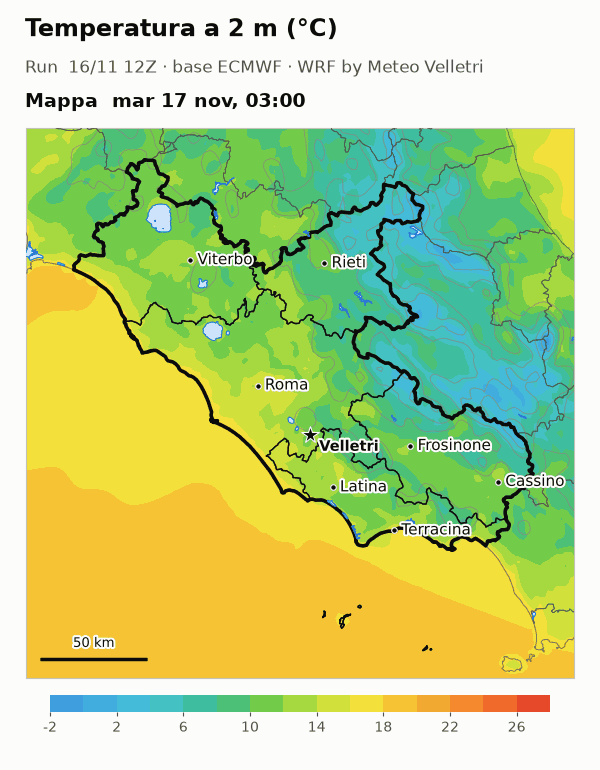 Temperatura a 2 m (°C)
Run  16/11 12Z · base ECMWF · WRF by Meteo Velletri
Mappa  mar 17 nov, 03:00
Viterbo
Rieti
Roma
Velletri
Frosinone
Cassino
Latina
Terracina
50 km
-2 2 6 10 14 18 22 26